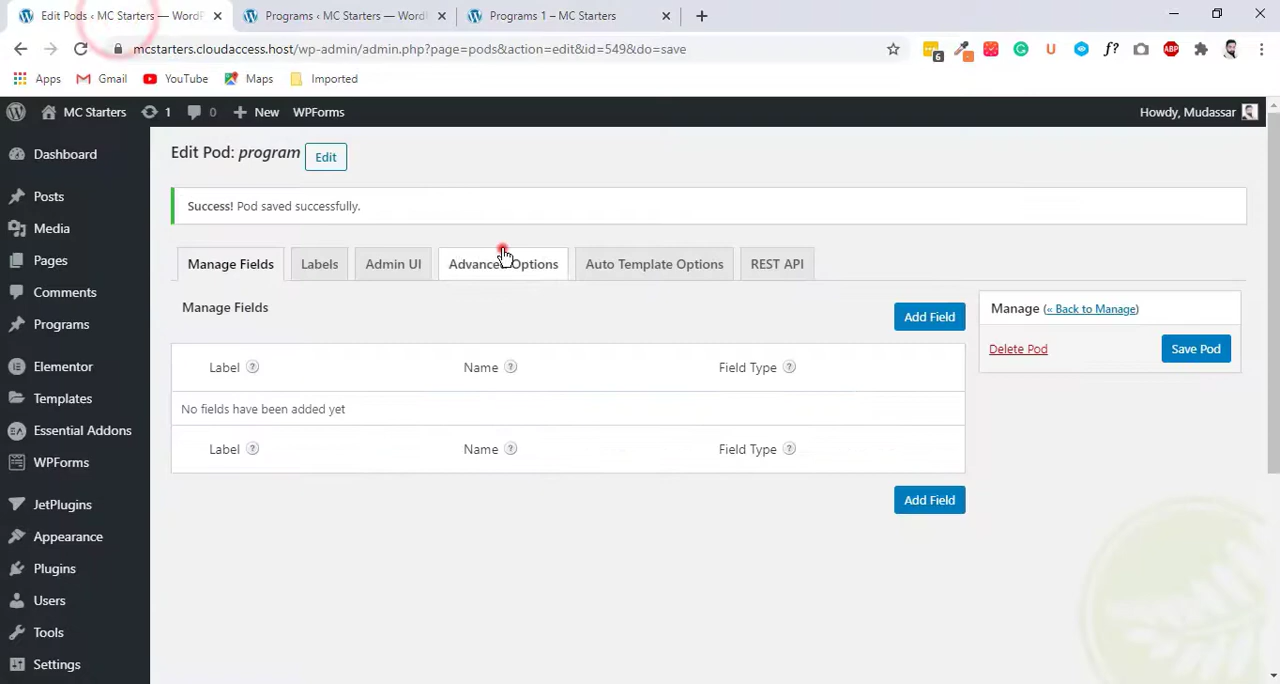 Edit Pods ‹ MC Starters — WordP
Programs ‹ MC Starters — WordP
Programs 1 – MC Starters
mcstarters.cloudaccess.host/wp-admin/admin.php?page=pods&action=edit&id=549&do=save
6
U
f?
ABP
Apps
Gmail
YouTube
Maps
Imported
MC Starters
1
0
New
WPForms
Howdy, Mudassar
Dashboard
Posts
Media
Pages
Comments
Programs
Elementor
Templates
Essential Addons
WPForms
JetPlugins
Appearance
Plugins
Users
Tools
Settings
Edit Pod: program
Edit
Success! Pod saved successfully.
Manage Fields
Labels
Admin UI
Advanced Options
Auto Template Options
REST API
Manage Fields
Add Field
Label ?
Name ?
Field Type ?
No fields have been added yet
Label ?
Name ?
Field Type ?
Add Field
Manage (« Back to Manage)
Delete Pod
Save Pod